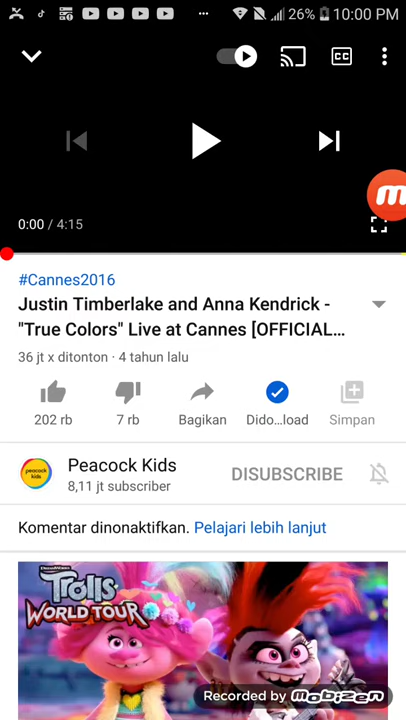 26% 10:00 PM
CC
0:00 / 4:15
#Cannes2016
Justin Timberlake and Anna Kendrick -
"True Colors" Live at Cannes [OFFICIAL...
36 jt x ditonton · 4 tahun lalu
202 rb
7 rb
Bagikan
Dido...load
Simpan
peacock
kids
Peacock Kids
8,11 jt subscriber
DISUBSCRIBE
Komentar dinonaktifkan. Pelajari lebih lanjut
DreamWorks
Trolls
WORLD TOUR
Recorded by mobizen